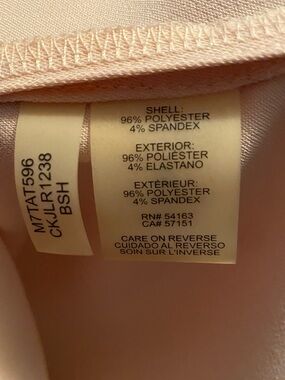 M71AT596
CKJLR1238
BSH
SHELL:
96% POLYESTER
4% SPANDEX
EXTERIOR:
96% POLIÉSTER
4% ELASTANO
EXTÉRIEUR:
96% POLYESTER
4% SPANDEX
RN# 54163
CA# 57151
CARE ON REVERSE
CUIDADO AL REVERSO
SOIN SUR L'INVERSE